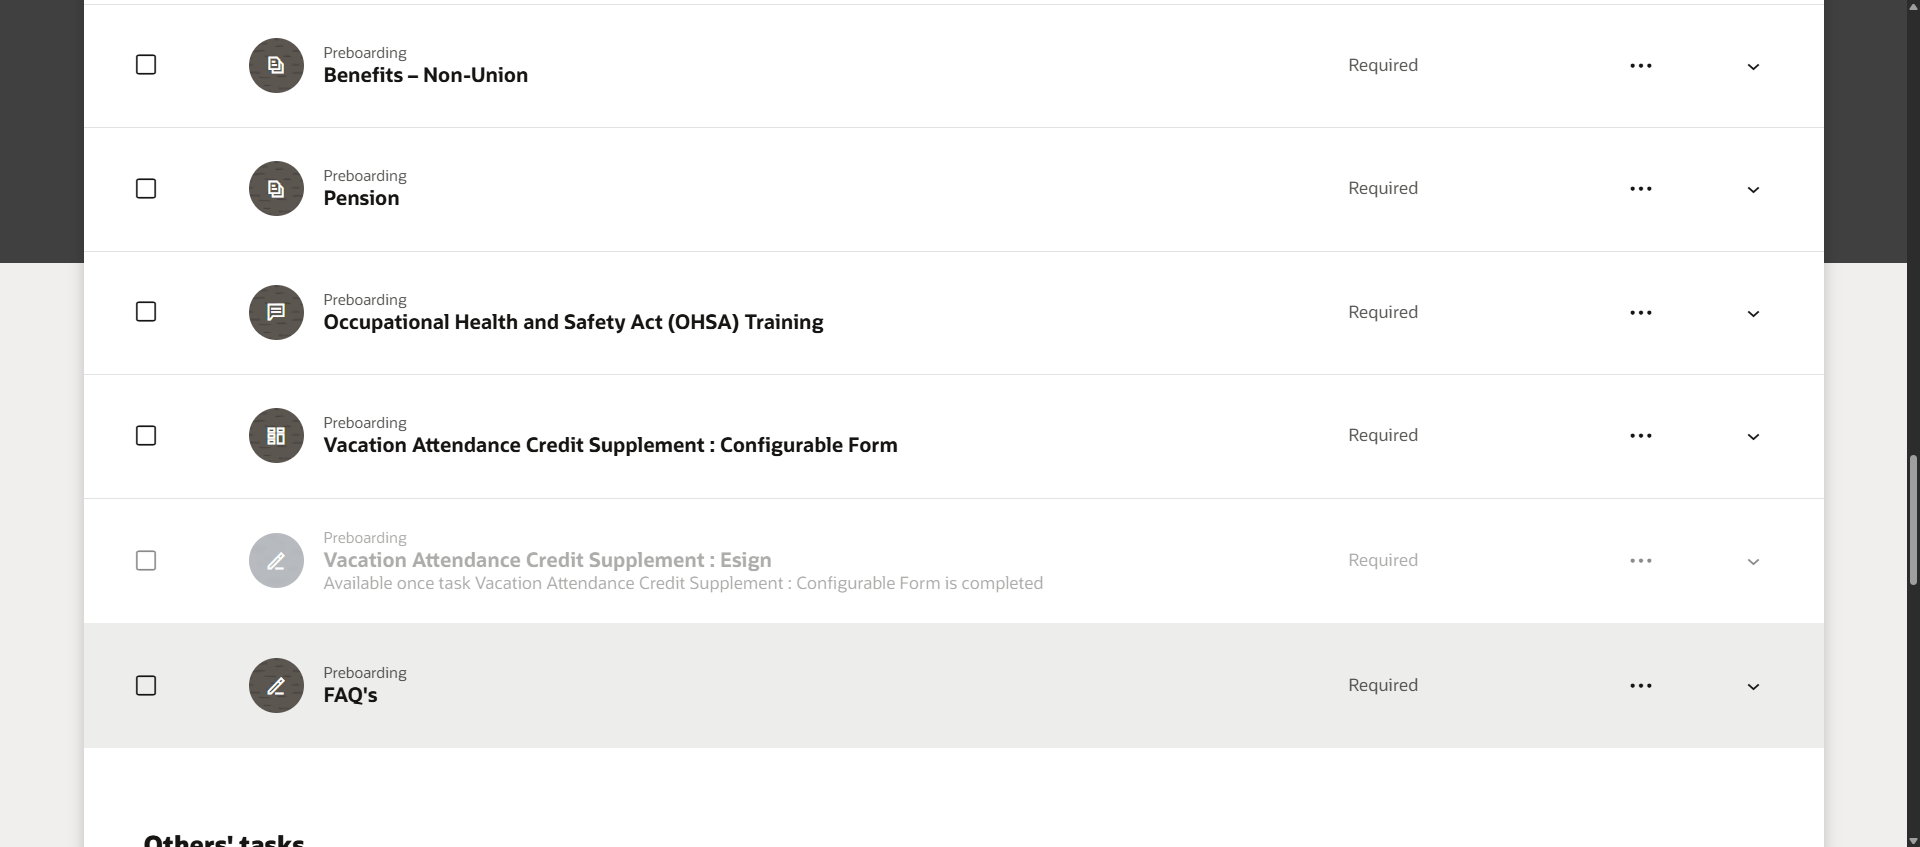 Preboarding
Benefits – Non-Union
Required
Preboarding
Pension
Required
Preboarding
Occupational Health and Safety Act (OHSA) Training
Required
Preboarding
Vacation Attendance Credit Supplement : Configurable Form
Required
Preboarding
Vacation Attendance Credit Supplement : Esign
Available once task Vacation Attendance Credit Supplement : Configurable Form is completed
Required
Preboarding
FAQ's
Required
Others' tasks